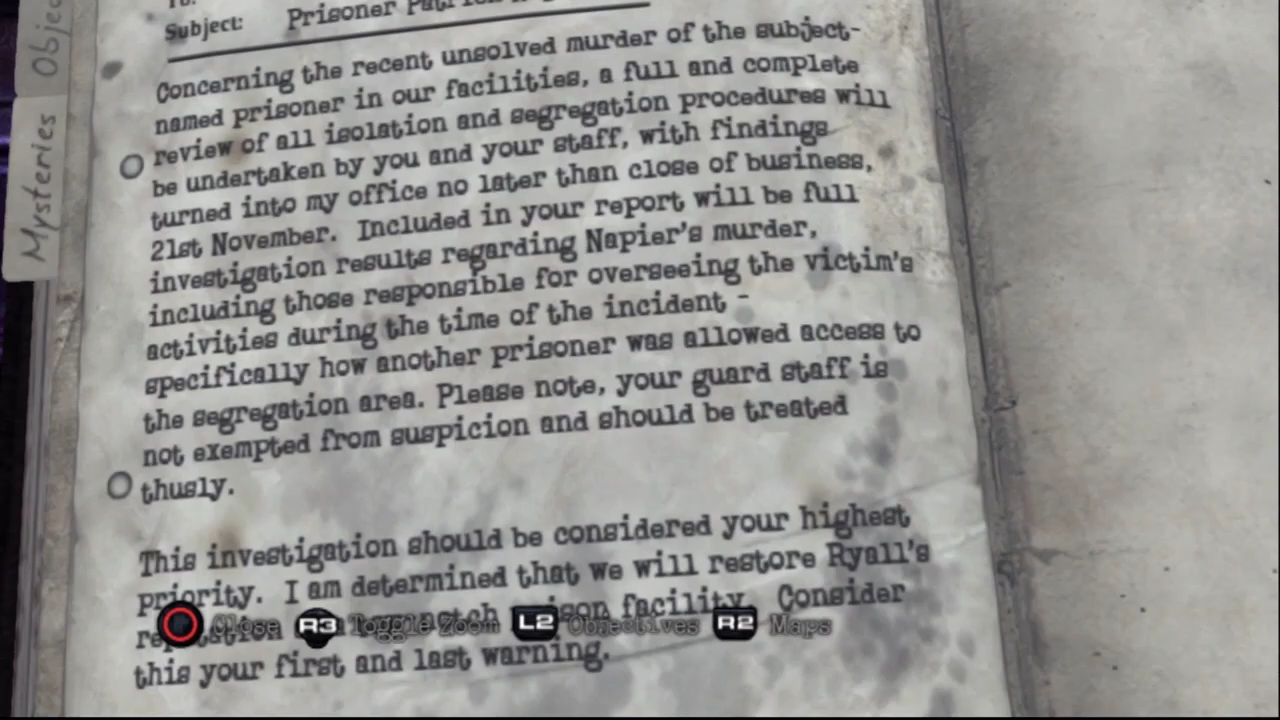 Obje
Mysteries
To:
Subject: Prisoner
Concerning the recent unsolved murder of the subject-
named prisoner in our facilities, a full and complete
review of all isolation and segregation procedures will
be undertaken by you and your staff, with findings
turned into my office no later than close of business,
21st November. Included in your report will be full
investigation results regarding Napier's murder,
including those responsible for overseeing the victim's
activities during the time of the incident -
specifically how another prisoner was allowed access to
the segregation area. Please note, your guard staff is
not exempted from suspicion and should be treated
thusly.
This investigation should be considered your highest
priority. I am determined that we will restore Ryall's
facility. Consider
this your first and last warning.
Close R3 Toggle Zoom L2 Objectives R2 Maps